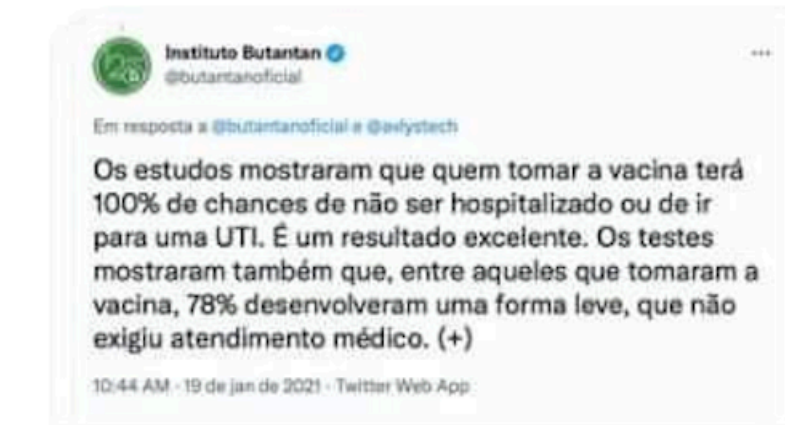 Instituto Butantan
@butantanoficial
...
Em resposta a @butantanoficial e @axlystech
Os estudos mostraram que quem tomar a vacina terá
100% de chances de não ser hospitalizado ou de ir
para uma UTI. É um resultado excelente. Os testes
mostraram também que, entre aqueles que tomaram a
vacina, 78% desenvolveram uma forma leve, que não
exigiu atendimento médico. (+)
10:44 AM · 19 de jan de 2021 · Twitter Web App